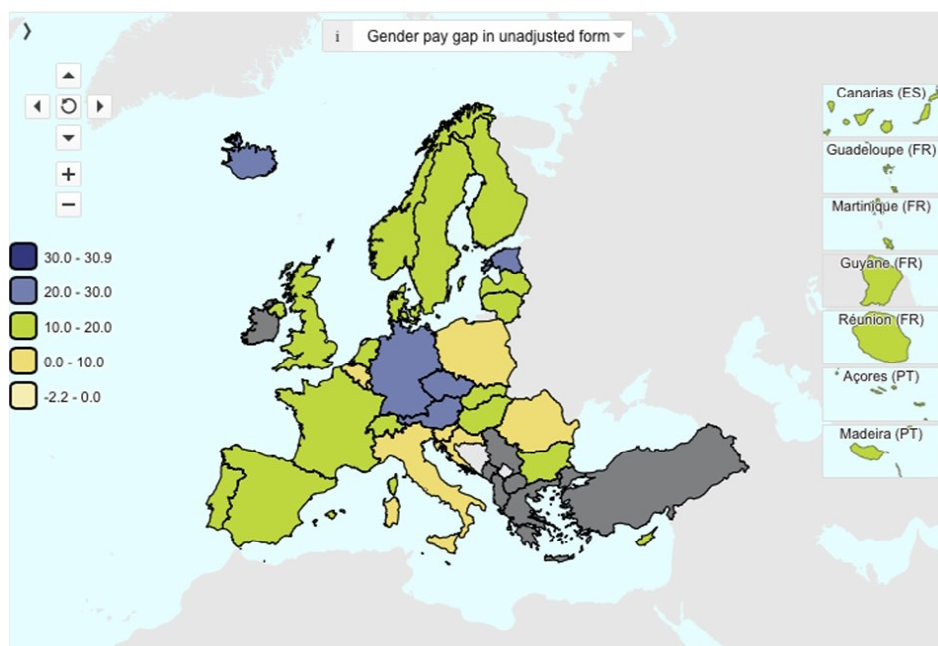 i Gender pay gap in unadjusted form
30.0 - 30.9
20.0 - 30.0
10.0 - 20.0
0.0 - 10.0
-2.2 - 0.0
Canarias (ES)
Guadeloupe (FR)
Martinique (FR)
Guyane (FR)
Réunion (FR)
Açores (PT)
Madeira (PT)